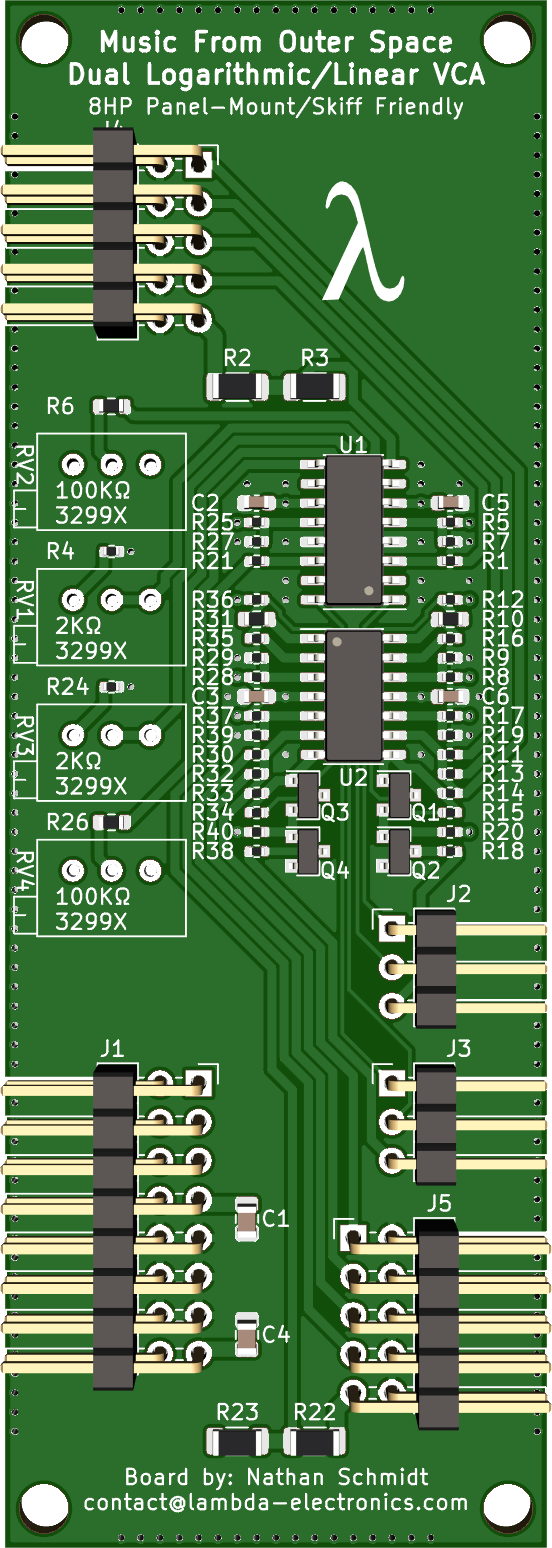 Music From Outer Space
Dual Logarithmic/Linear VCA
8HP Panel-Mount/Skiff Friendly
λ
R2
R3
R6
U1
RV2
100KΩ
3299X
C2
C5
R25
R5
R27
R7
R4
R21
R1
RV1
2KΩ
3299X
R36
R12
R31
R10
R35
R16
R29
R9
R28
R8
R24
C3
C6
RV3
2KΩ
3299X
R37
R17
R39
R19
R30
R11
R32
U2
R13
R33
R14
R34
Q3
Q1
R15
R26
R40
R20
R38
R18
RV4
100KΩ
3299X
Q4
Q2
J2
J1
J3
J5
C1
C4
R23
R22
Board by: Nathan Schmidt
contact@lambda-electronics.com